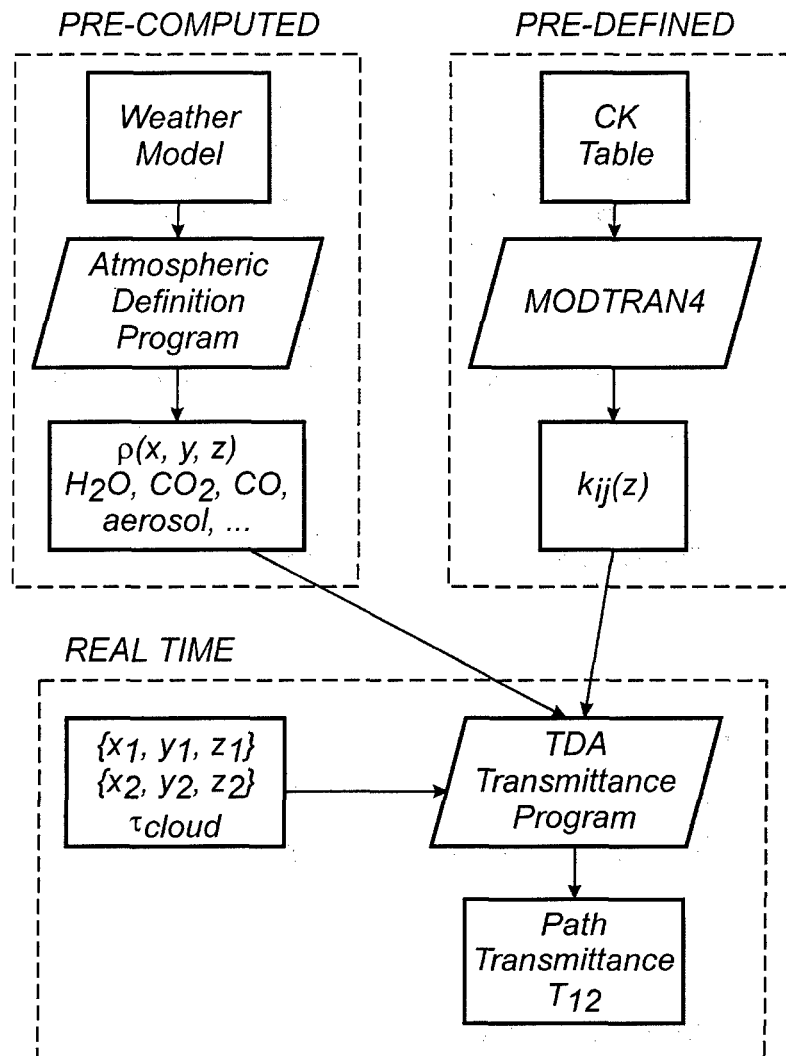 PRE-COMPUTED
Weather
Model
Atmospheric
Definition
Program
ρ(x, y, z)
H2O, CO2, CO,
aerosol, ...
PRE-DEFINED
CK
Table
MODTRAN4
kij(z)
REAL TIME
{x1, y1, z1}
{x2, y2, z2}
τcloud
TDA
Transmittance
Program
Path
Transmittance
T12